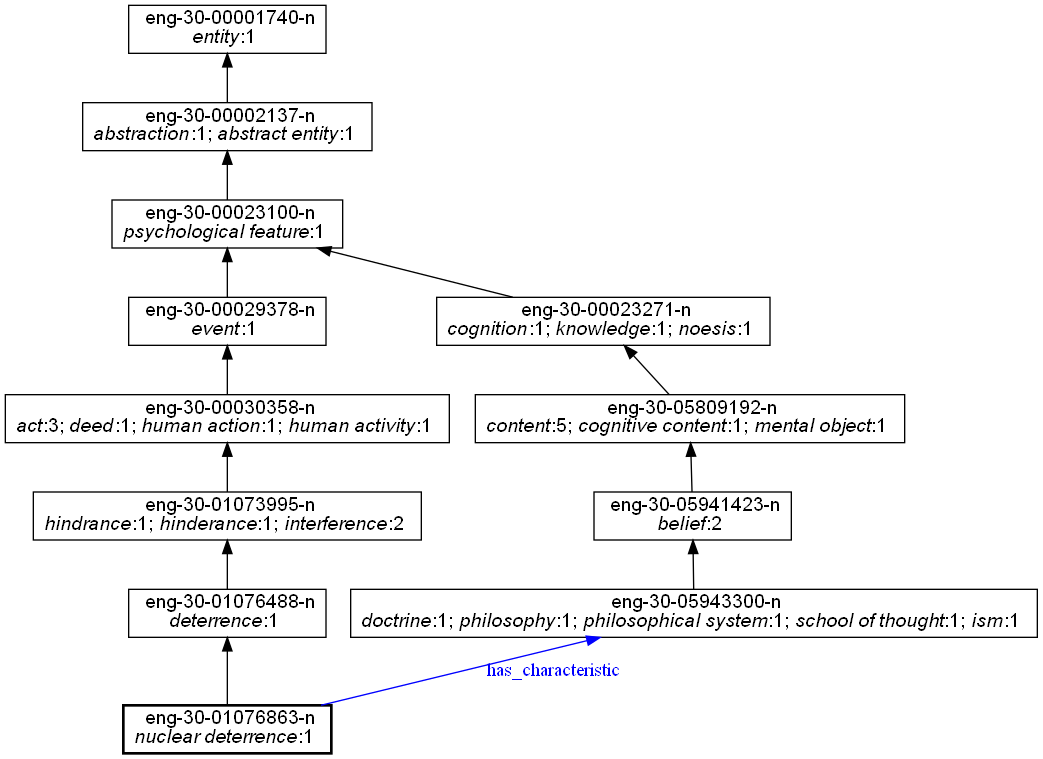 eng-30-00001740-n
entity:1
eng-30-00002137-n
abstraction:1; abstract entity:1
eng-30-00023100-n
psychological feature:1
eng-30-00029378-n
event:1
eng-30-00023271-n
cognition:1; knowledge:1; noesis:1
eng-30-00030358-n
act:3; deed:1; human action:1; human activity:1
eng-30-05809192-n
content:5; cognitive content:1; mental object:1
eng-30-01073995-n
hindrance:1; hinderance:1; interference:2
eng-30-05941423-n
belief:2
eng-30-01076488-n
deterrence:1
eng-30-05943300-n
doctrine:1; philosophy:1; philosophical system:1; school of thought:1; ism:1
has_characteristic
eng-30-01076863-n
nuclear deterrence:1